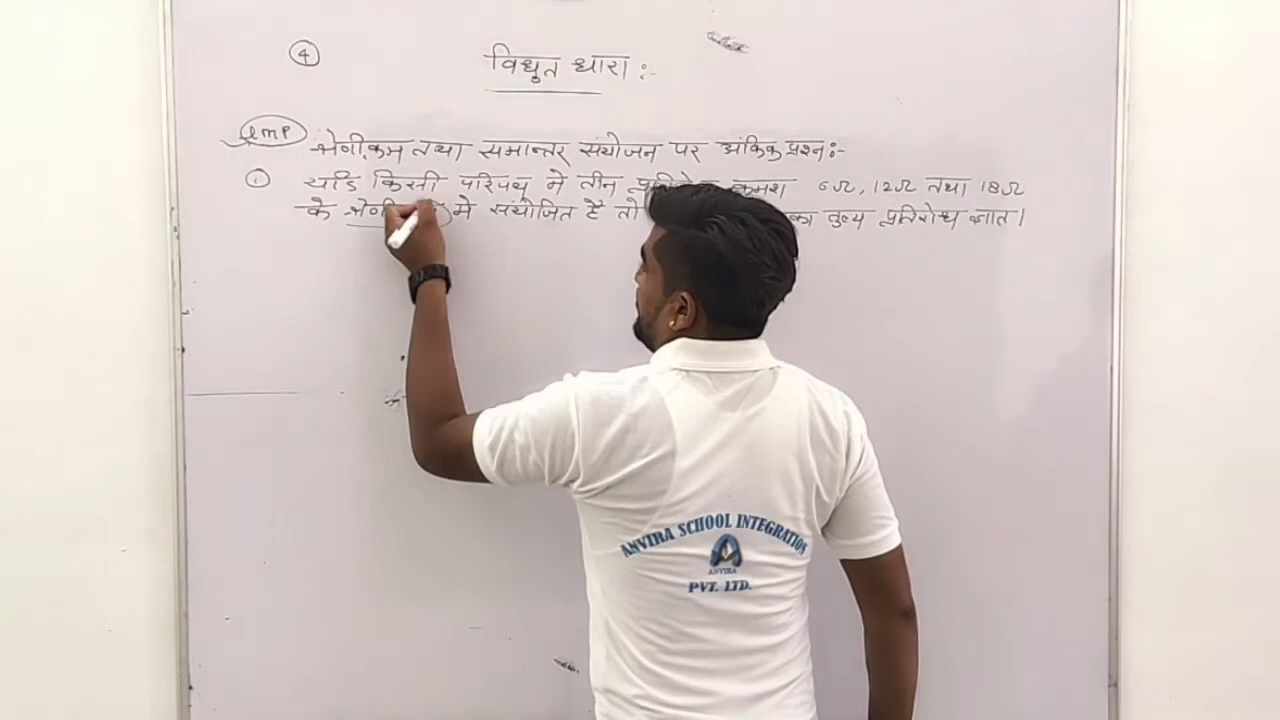 4
विधुत धारा :-
Imp श्रेणीक्रम तथा समान्तर संयोजन पर आंकिक प्रश्न :-
1 यदि किसी परिपथ में तीन क्रमश 6Ω, 12Ω तथा 18Ω
के में संयोजित है तो का तुल्य प्रतिरोध ज्ञात।
ANVIRA SCHOOL INTEGRATION
ANVIRA
PVT. LTD.